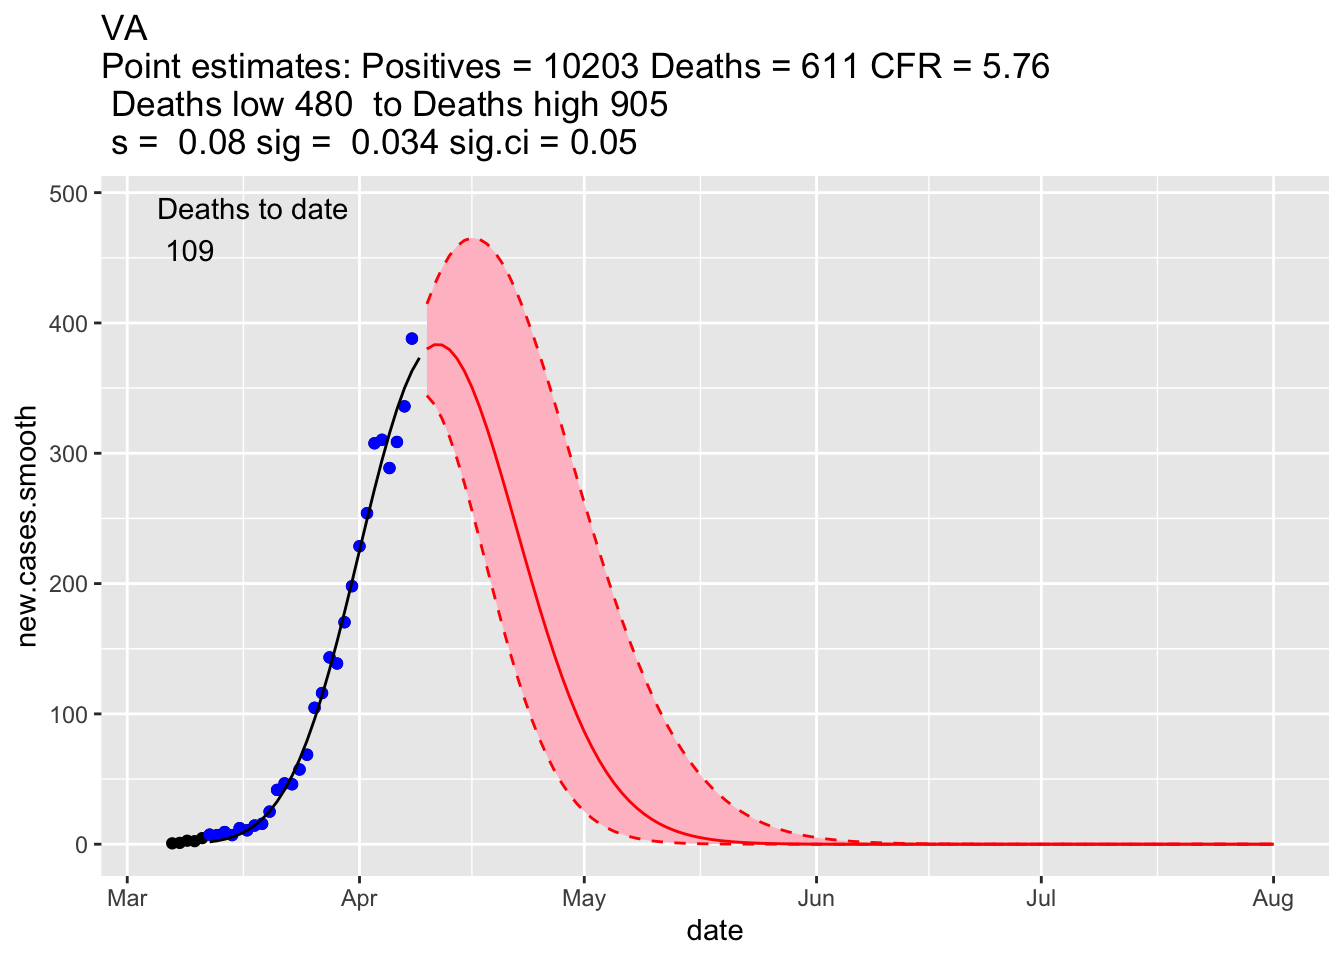 VA
Point estimates: Positives = 10203 Deaths = 611 CFR = 5.76
Deaths low 480  to Deaths high 905
s =  0.08 sig =  0.034 sig.ci = 0.05
Deaths to date
109
500
400
300
200
100
0
new.cases.smooth
Mar
Apr
May
Jun
Jul
Aug
date